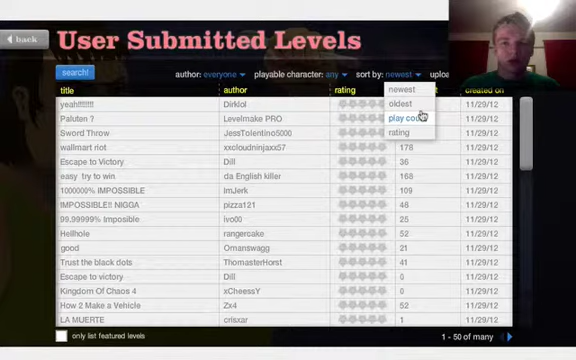 back
User Submitted Levels
search! author: everyone playable character: any sort by: newest
title author rating created on
newest
oldest
rating
yeah!!!!!!!! Dirklol 11/29/12
Paluten ? Levelmake PRO 11/29/12
Sword Throw JessTolentino5000 11/29/12
wallmart riot xxcloudninjaxx57 178 11/29/12
Escape to Victory Dill 36 11/29/12
easy try to win da English killer 168 11/29/12
1000000% IMPOSSIBLE ImJerk 109 11/29/12
IMPOSSIBLE!! NIGGA pizza121 48 11/29/12
99.99999% Imposible ivo00 25 11/29/12
Hellhole rangercake 52 11/29/12
good Omanswagg 21 11/29/12
Trust the black dots ThomasterHorst 41 11/29/12
Escape to victory Dill 0 11/29/12
Kingdom Of Chaos 4 xCheessY 0 11/29/12
How 2 Make a Vehicle Zx4 52 11/29/12
LA MUERTE crisxar 1 11/29/12
only list featured levels 1 - 50 of many